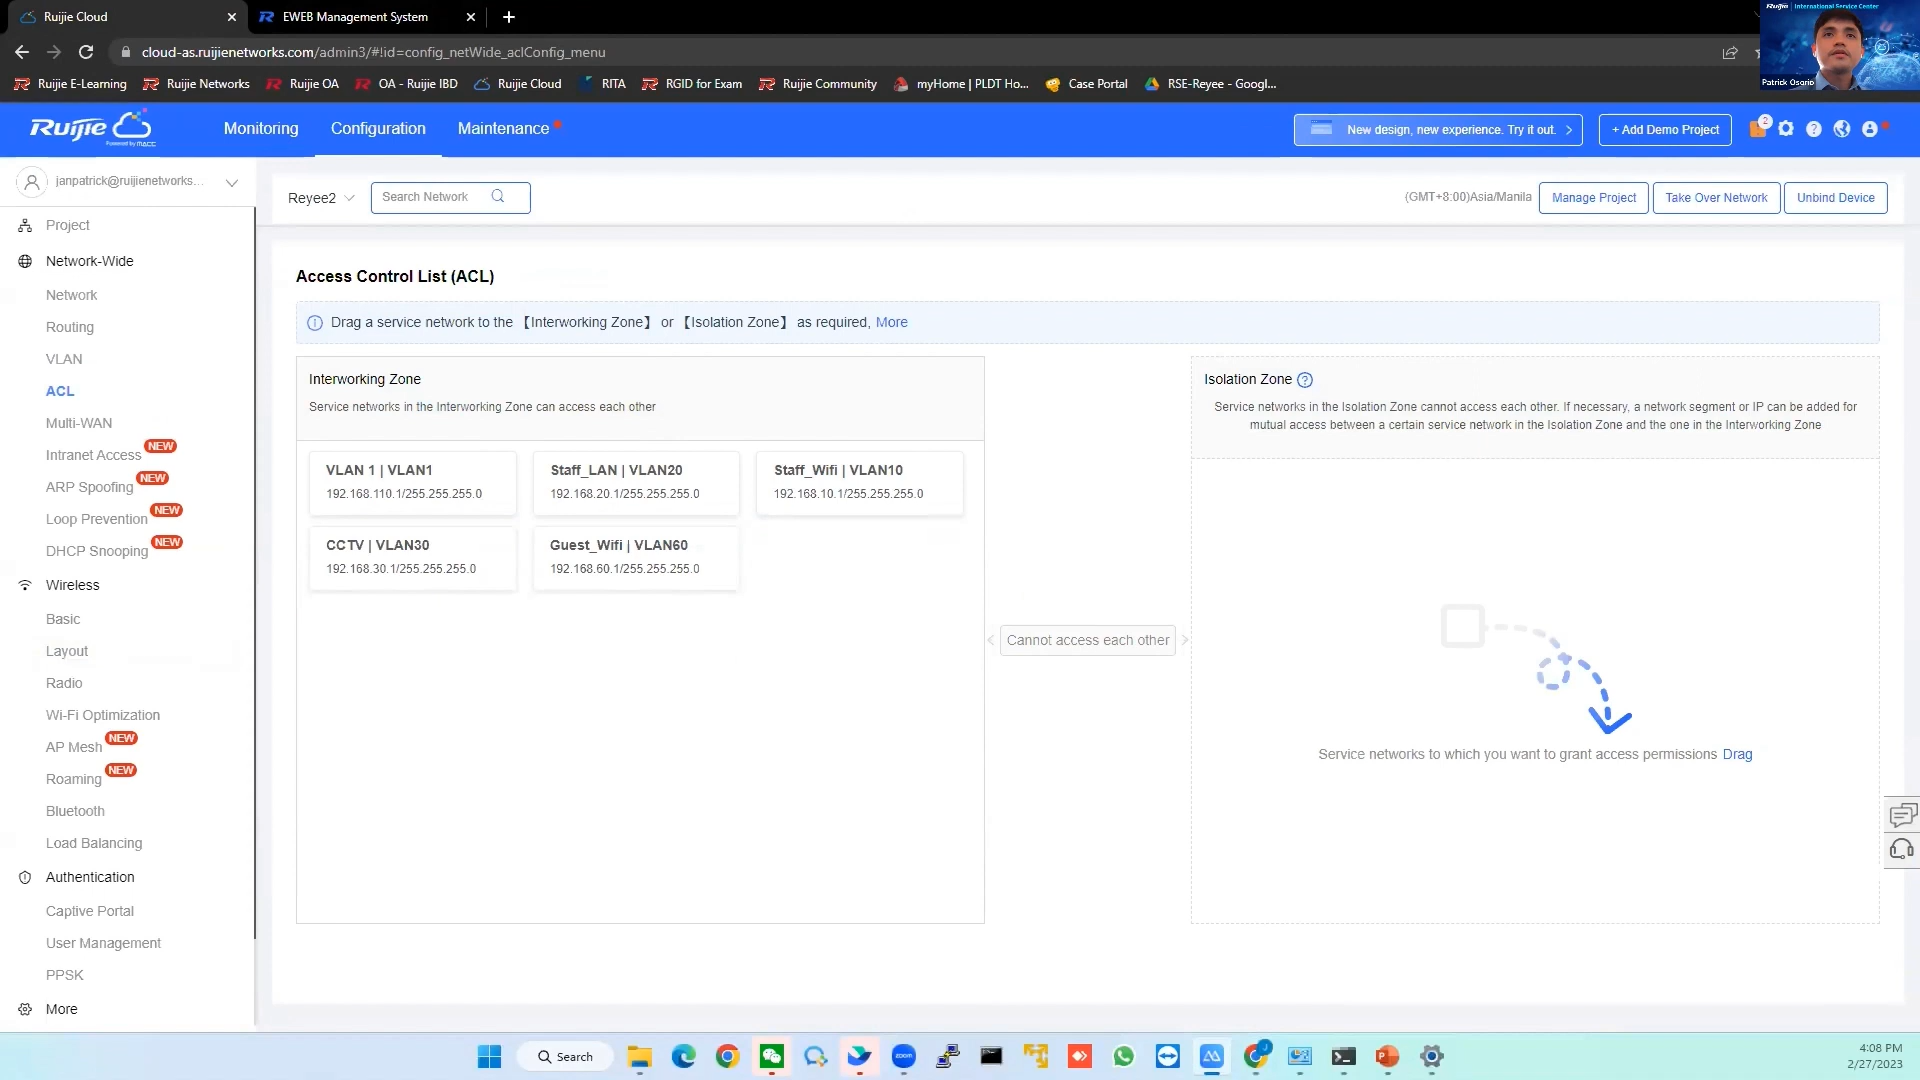 Ruijie Cloud
EWEB Management System
cloud-as.ruijienetworks.com/admin3/#!id=config_netWide_aclConfig_menu
Ruijie E-Learning
Ruijie Networks
Ruijie OA
OA - Ruijie IBD
Ruijie Cloud
RITA
RGID for Exam
Ruijie Community
myHome | PLDT Ho...
Case Portal
RSE-Reyee - Googl...
Ruijie | International Service Center
Patrick Osorio
Ruijie
Powered by MACC
Monitoring
Configuration
Maintenance
New design, new experience. Try it out.
+ Add Demo Project
2
janpatrick@ruijienetworks...
Reyee2
Search Network
(GMT+8:00)Asia/Manila
Manage Project
Take Over Network
Unbind Device
Project
Network-Wide
Network
Routing
VLAN
ACL
Multi-WAN
Intranet Access NEW
ARP Spoofing NEW
Loop Prevention NEW
DHCP Snooping NEW
Wireless
Basic
Layout
Radio
Wi-Fi Optimization
AP Mesh NEW
Roaming NEW
Bluetooth
Load Balancing
Authentication
Captive Portal
User Management
PPSK
More
Access Control List (ACL)
Drag a service network to the 【Interworking Zone】 or 【Isolation Zone】 as required, More
Interworking Zone
Service networks in the Interworking Zone can access each other
VLAN 1 | VLAN1
192.168.110.1/255.255.255.0
Staff_LAN | VLAN20
192.168.20.1/255.255.255.0
Staff_Wifi | VLAN10
192.168.10.1/255.255.255.0
CCTV | VLAN30
192.168.30.1/255.255.255.0
Guest_Wifi | VLAN60
192.168.60.1/255.255.255.0
Cannot access each other
Isolation Zone
Service networks in the Isolation Zone cannot access each other. If necessary, a network segment or IP can be added for
mutual access between a certain service network in the Isolation Zone and the one in the Interworking Zone
Service networks to which you want to grant access permissions Drag
Search
zoom
4:08 PM
2/27/2023